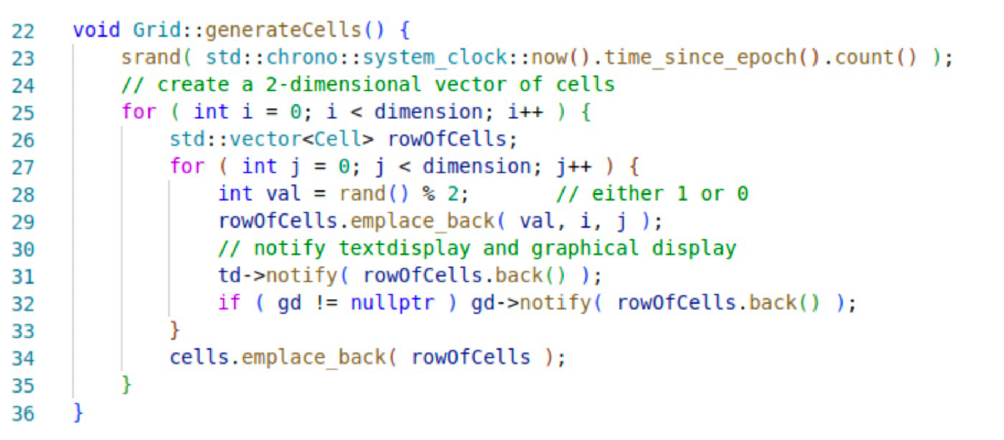 22 void Grid::generateCells() {
23     srand( std::chrono::system_clock::now().time_since_epoch().count() );
24     // create a 2-dimensional vector of cells
25     for ( int i = 0; i < dimension; i++ ) {
26         std::vector<Cell> rowOfCells;
27         for ( int j = 0; j < dimension; j++ ) {
28             int val = rand() % 2;       // either 1 or 0
29             rowOfCells.emplace_back( val, i, j );
30             // notify textdisplay and graphical display
31             td->notify( rowOfCells.back() );
32             if ( gd != nullptr ) gd->notify( rowOfCells.back() );
33         }
34         cells.emplace_back( rowOfCells );
35     }
36 }